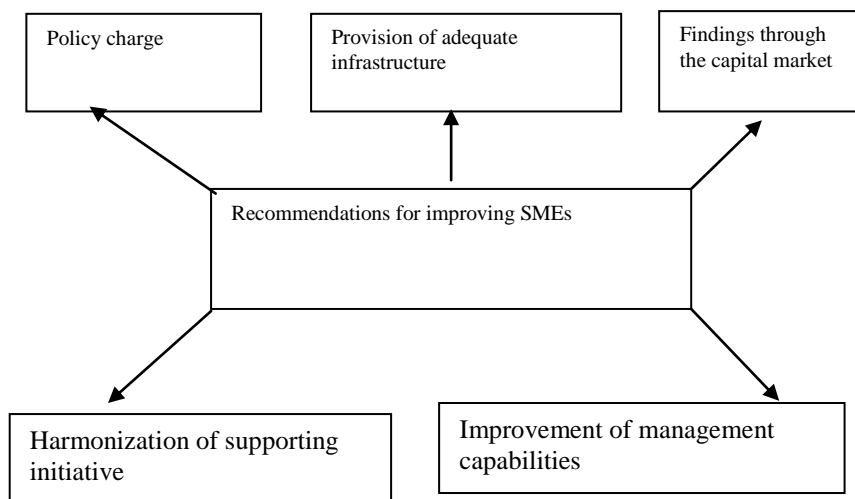 Policy charge
Provision of adequate
infrastructure
Findings through
the capital market
Recommendations for improving SMEs
Harmonization of supporting
initiative
Improvement of management
capabilities